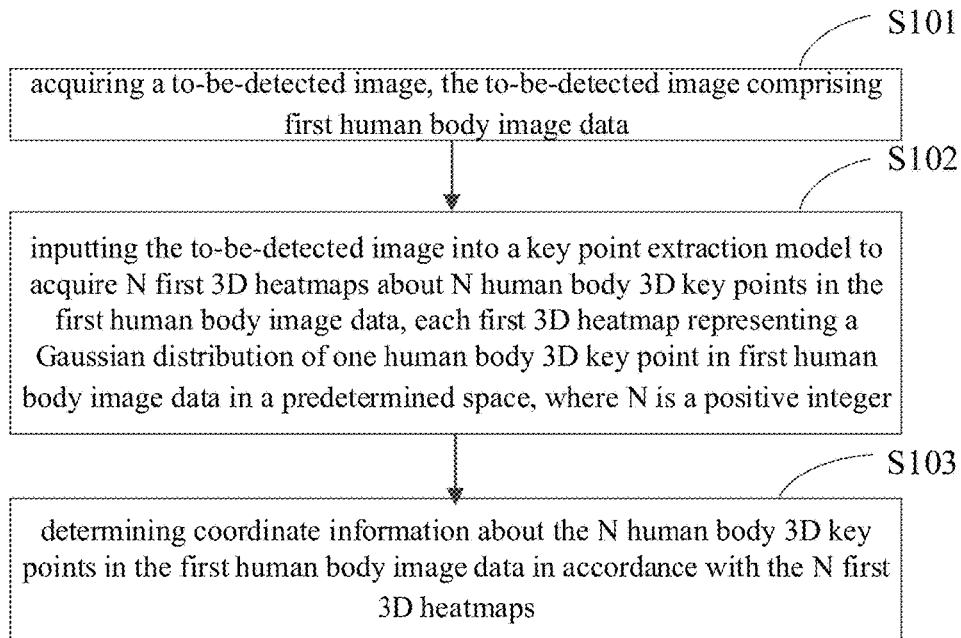 S101
acquiring a to-be-detected image, the to-be-detected image comprising
first human body image data
S102
inputting the to-be-detected image into a key point extraction model to
acquire N first 3D heatmaps about N human body 3D key points in the
first human body image data, each first 3D heatmap representing a
Gaussian distribution of one human body 3D key point in first human
body image data in a predetermined space, where N is a positive integer
S103
determining coordinate information about the N human body 3D key
points in the first human body image data in accordance with the N first
3D heatmaps